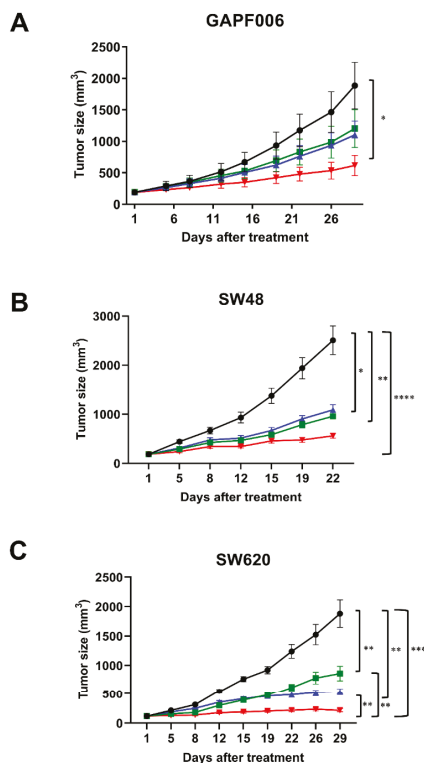 A
GAPF006
Tumor size (mm³)
2500
2000
1500
1000
500
0
1 6 11 16 22 26
Days after treatment
*
B
SW48
Tumor size (mm³)
3000
2000
1000
0
1 5 8 12 15 19 22
Days after treatment
*
**
****
C
SW620
Tumor size (mm³)
2000
1500
1000
500
0
1 5 8 12 15 19 22 26 29
Days after treatment
**
**
***
**
**